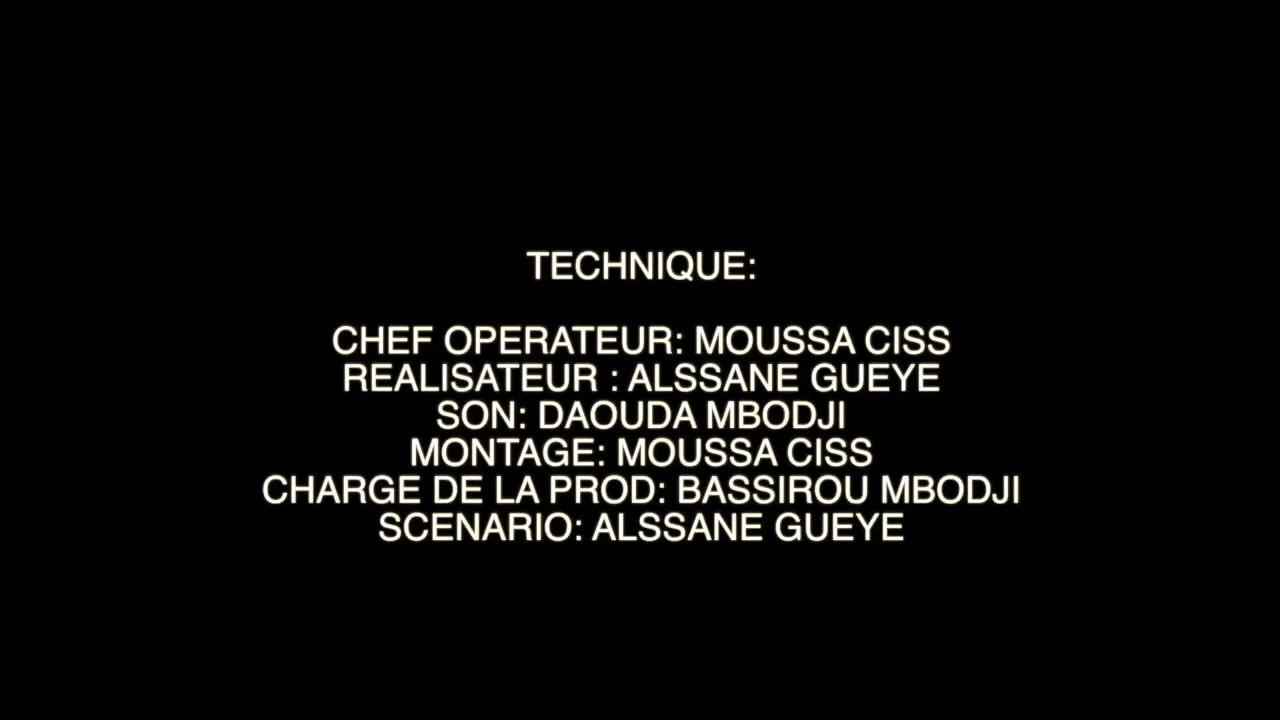 TECHNIQUE:
CHEF OPERATEUR: MOUSSA CISS
REALISATEUR : ALSSANE GUEYE
SON: DAOUDA MBODJI
MONTAGE: MOUSSA CISS
CHARGE DE LA PROD: BASSIROU MBODJI
SCENARIO: ALSSANE GUEYE